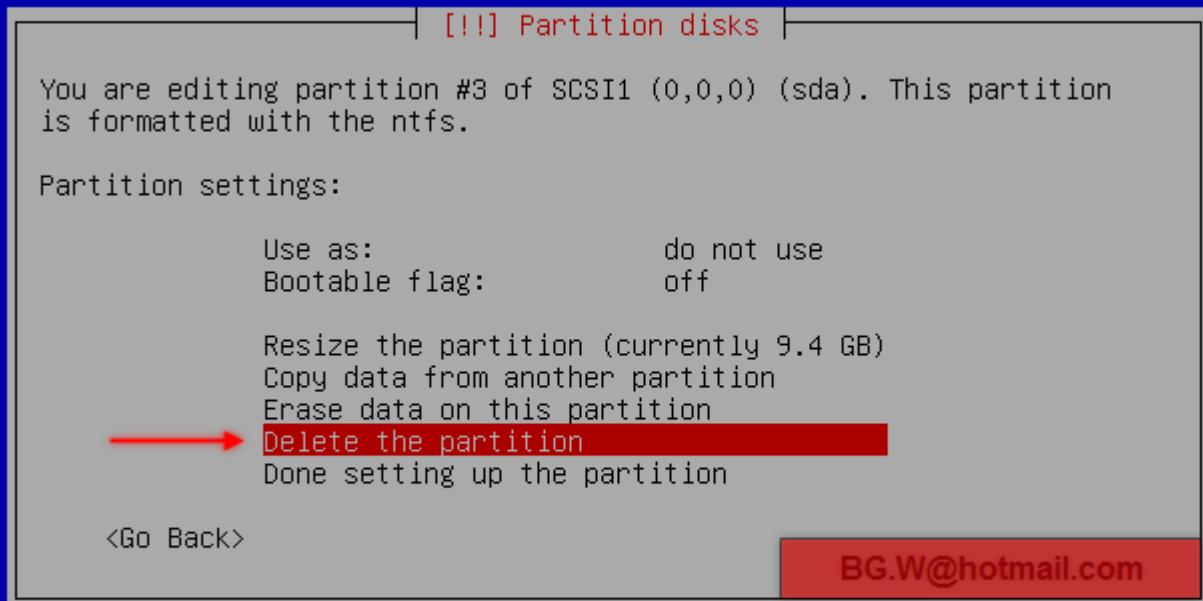 [!!] Partition disks
You are editing partition #3 of SCSI1 (0,0,0) (sda). This partition
is formatted with the ntfs.
Partition settings:
Use as: do not use
Bootable flag: off
Resize the partition (currently 9.4 GB)
Copy data from another partition
Erase data on this partition
Delete the partition
Done setting up the partition
<Go Back>
BG.W@hotmail.com